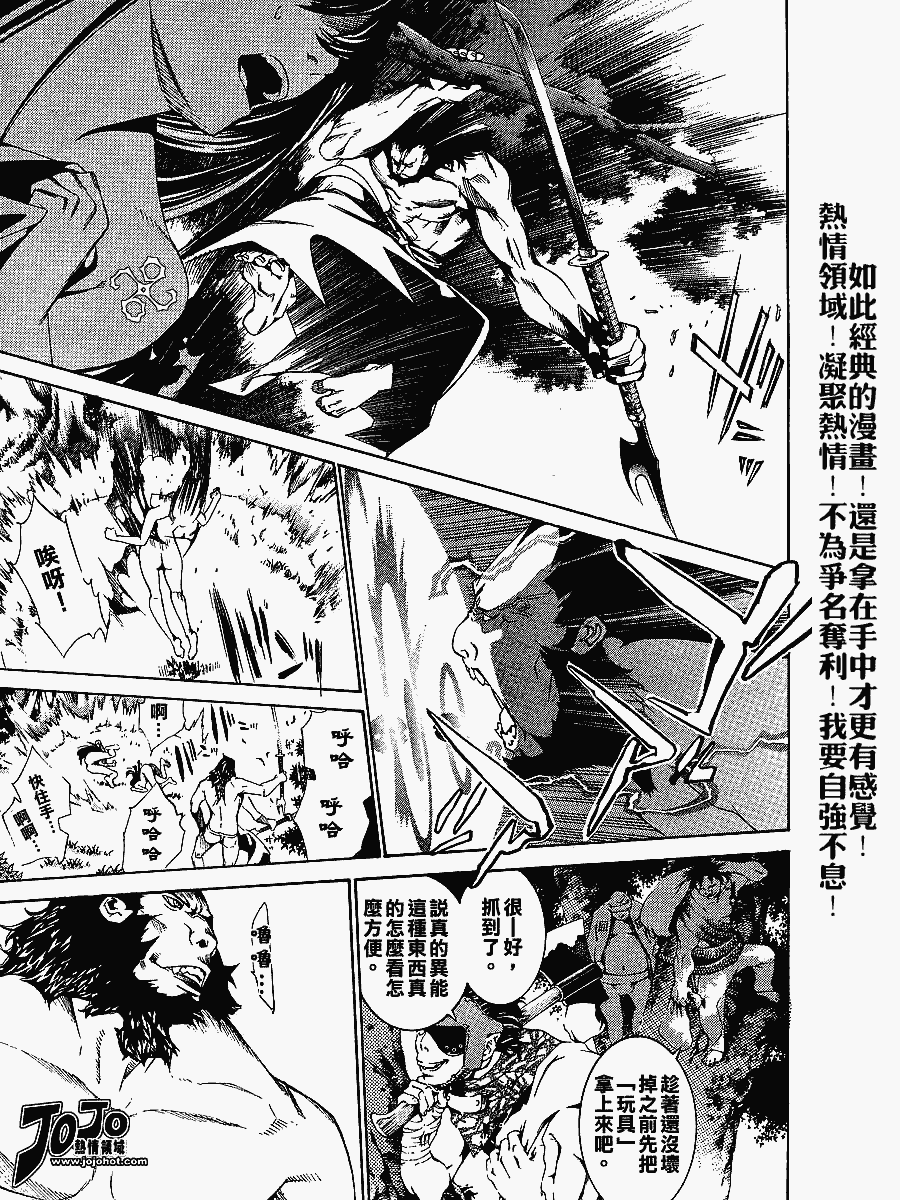 如此經典的漫畫！還是拿在手中才更有感覺！
熱情領域！凝聚熱情！不為爭名奪利！我要自強不息！
唉呀！
呼哈
呼哈
啊…
快住手…
啊啊…
呼哈
呼哈哈
很—好，
抓到了。
說真的異能
這種東西真
的怎麼看怎
麼方便。
嚕嚕…
趁著還沒壞
掉之前先把
「玩具」
拿上來吧。
JOJO
熱情領域
www.jojohot.com